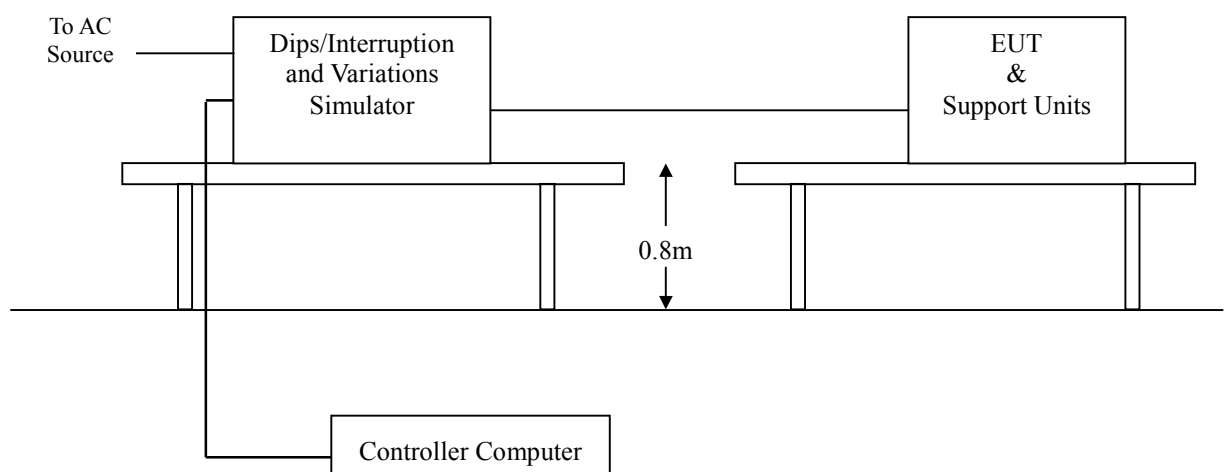 To AC
Source
Dips/Interruption
and Variations
Simulator
EUT
&
Support Units
0.8m
Controller Computer